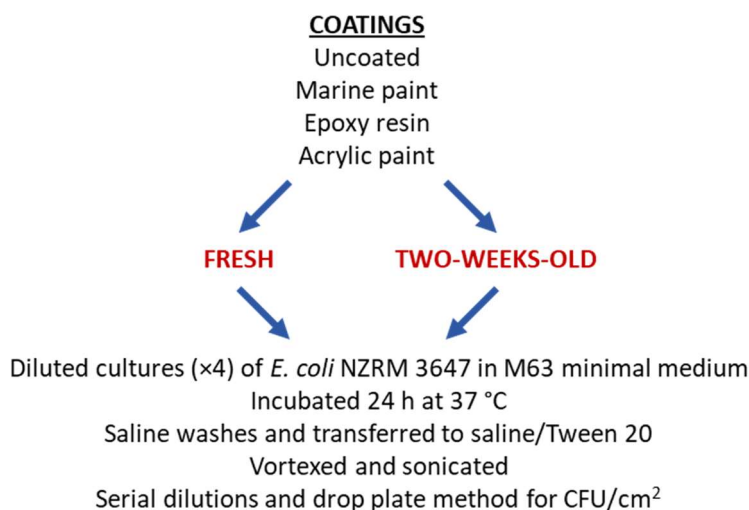 COATINGS
Uncoated
Marine paint
Epoxy resin
Acrylic paint
FRESH
TWO-WEEKS-OLD
Diluted cultures (×4) of E. coli NZRM 3647 in M63 minimal medium
Incubated 24 h at 37 °C
Saline washes and transferred to saline/Tween 20
Vortexed and sonicated
Serial dilutions and drop plate method for CFU/cm²